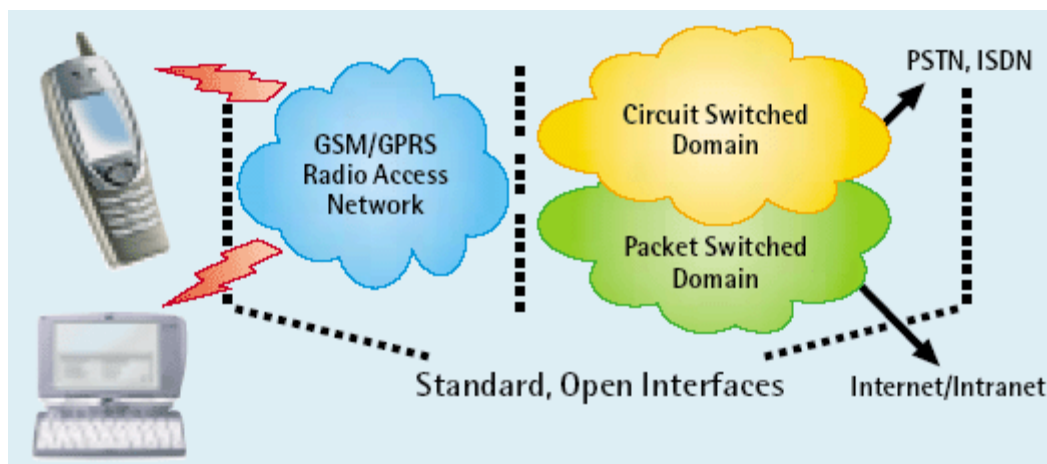 GSM/GPRS
Radio Access
Network
Circuit Switched
Domain
Packet Switched
Domain
PSTN, ISDN
Internet/Intranet
Standard, Open Interfaces